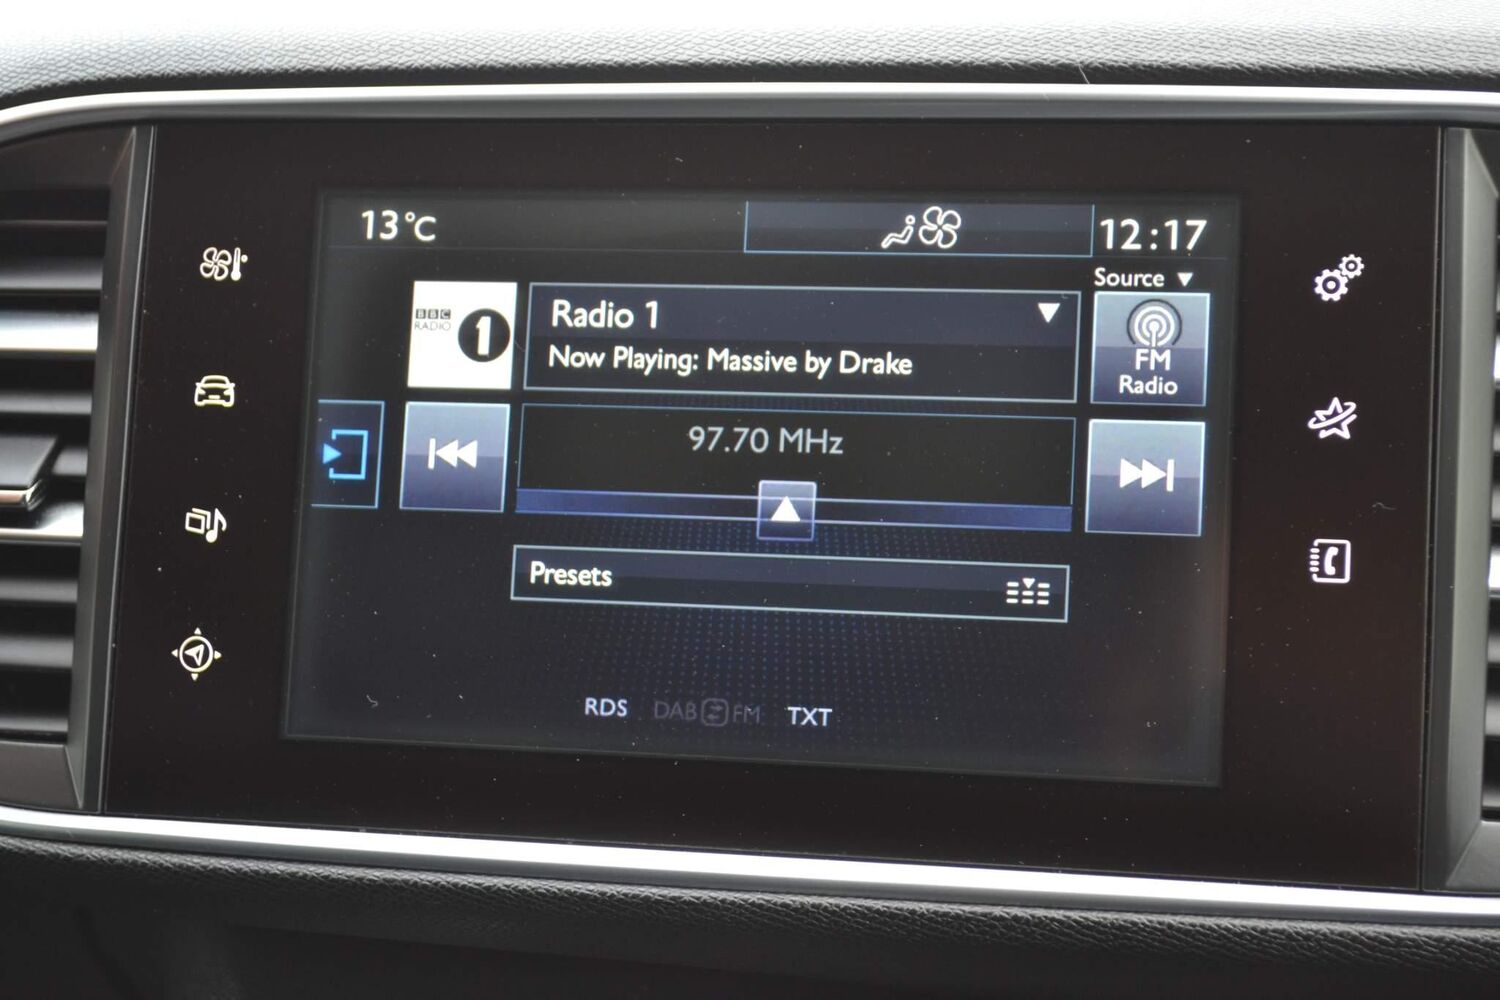 13°C
12:17
Source
BBC
RADIO
1
Radio 1
Now Playing: Massive by Drake
FM
Radio
97.70 MHz
Presets
RDS DAB FM TXT